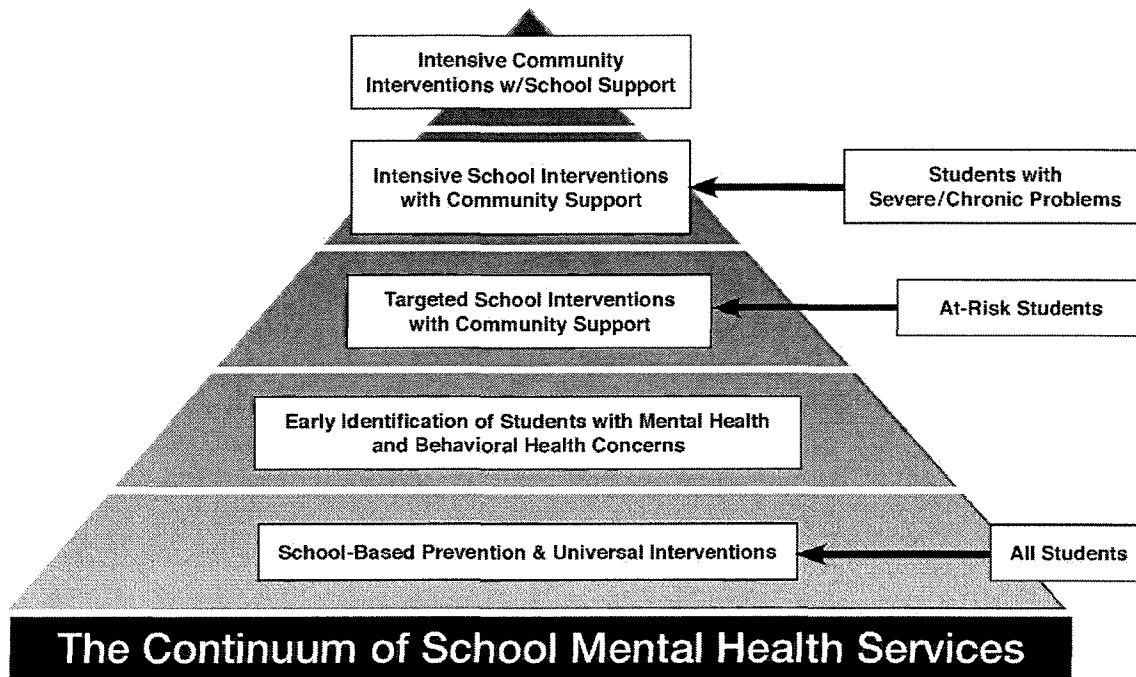 Intensive Community
Interventions w/School Support
Intensive School Interventions
with Community Support
Students with
Severe/Chronic Problems
Targeted School Interventions
with Community Support
At-Risk Students
Early Identification of Students with Mental Health
and Behavioral Health Concerns
School-Based Prevention & Universal Interventions
All Students
The Continuum of School Mental Health Services